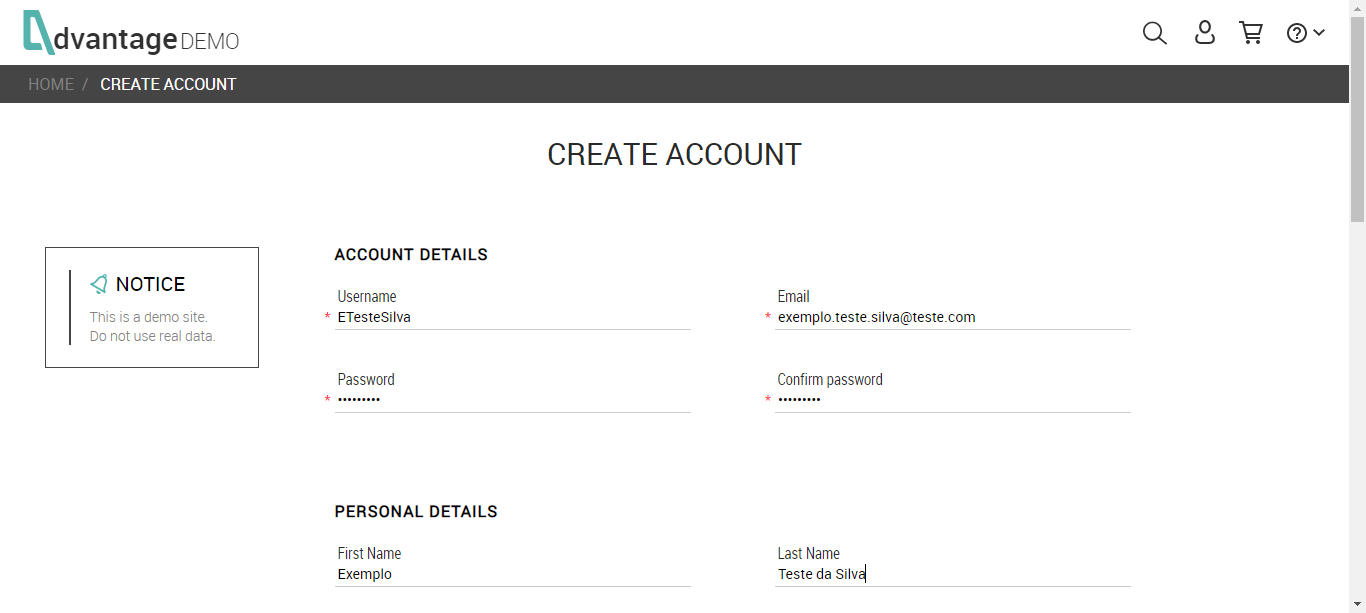 Advantage DEMO
HOME / CREATE ACCOUNT
CREATE ACCOUNT
NOTICE
This is a demo site.
Do not use real data.
ACCOUNT DETAILS
Username
* ETesteSilva
Email
* exemplo.teste.silva@teste.com
Password
* •••••••••
Confirm password
* •••••••••
PERSONAL DETAILS
First Name
Exemplo
Last Name
Teste da Silva